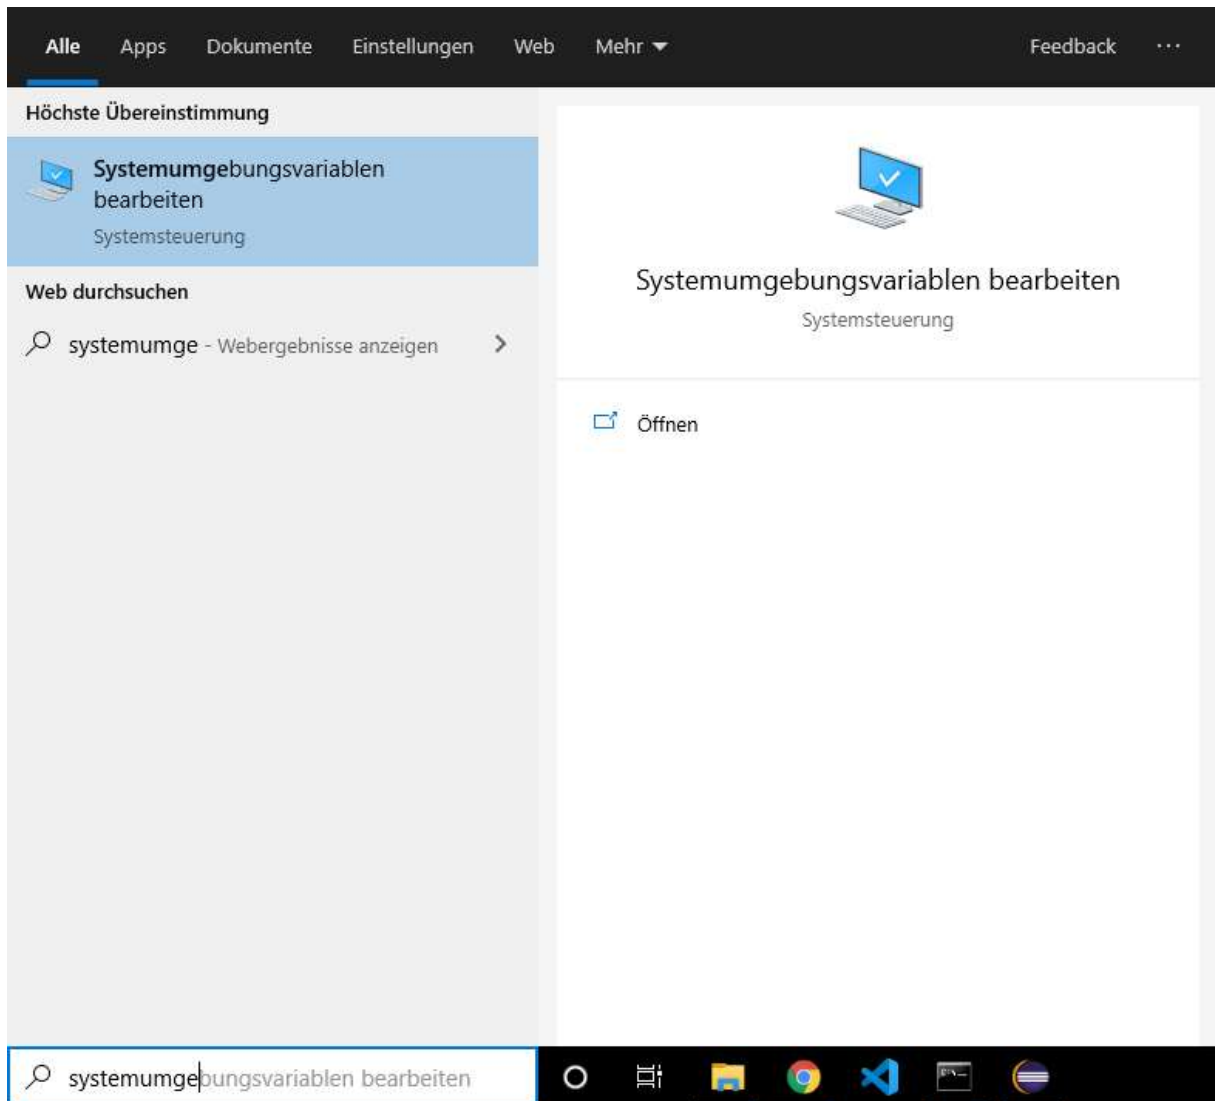 Alle Apps Dokumente Einstellungen Web Mehr Feedback ...
Höchste Übereinstimmung
Systemumgebungsvariablen
bearbeiten
Systemsteuerung
Web durchsuchen
systemumge - Webergebnisse anzeigen
Systemumgebungsvariablen bearbeiten
Systemsteuerung
Öffnen
systemumgebungsvariablen bearbeiten